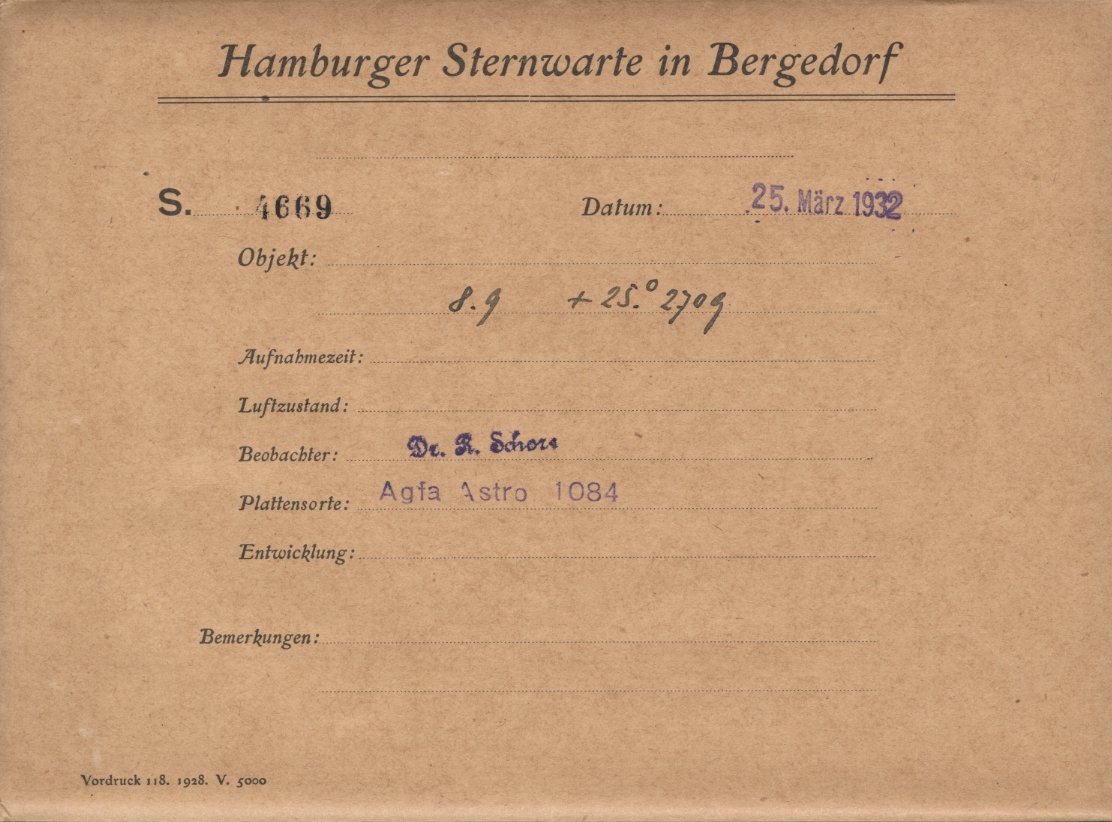 Hamburger Sternwarte in Bergedorf
S. 4669 Datum: 25. März 1932
Objekt:
8.9 + 25.° 2709
Aufnahmezeit:
Luftzustand:
Beobachter: Dr. R. Schorr
Plattensorte: Agfa Astro 1084
Entwicklung:
Bemerkungen:
Vordruck 118. 1928. V. 5000